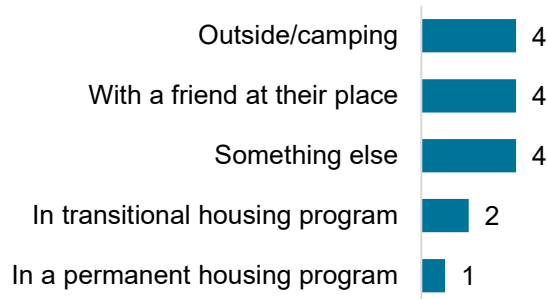 Outside/camping 4
With a friend at their place 4
Something else 4
In transitional housing program 2
In a permanent housing program 1